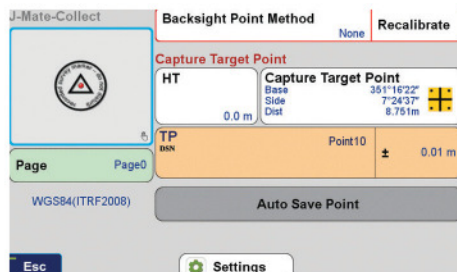 J-Mate-Collect
Backsight Point Method
None
Recalibrate
Capture Target Point
HT
0.0 m
Capture Target Point
Base 351°16'22"
Side 7°24'37"
Dist 8.751m
TP
DSN
Point10
± 0.01 m
Page Page0
WGS84(ITRF2008)
Auto Save Point
Esc
Settings